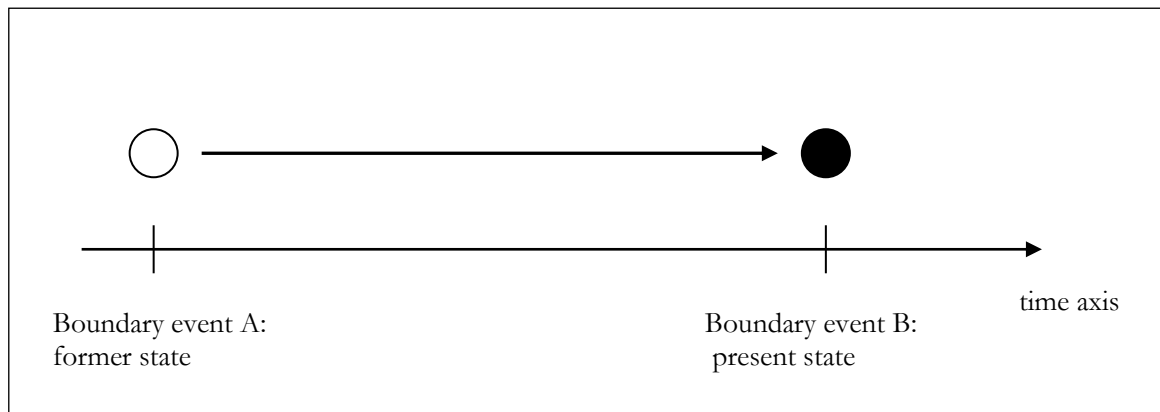 time axis
Boundary event A:
former state
Boundary event B:
present state